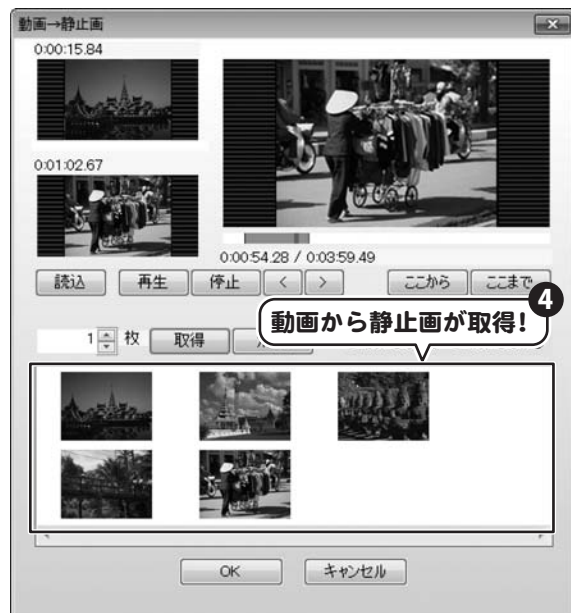 動画→静止画
0:00:15.84
0:01:02.67
0:00:54.28 / 0:03:59.49
読込 再生 停止 < > ここから ここまで
4
動画から静止画が取得!
1 枚 取得
OK キャンセル